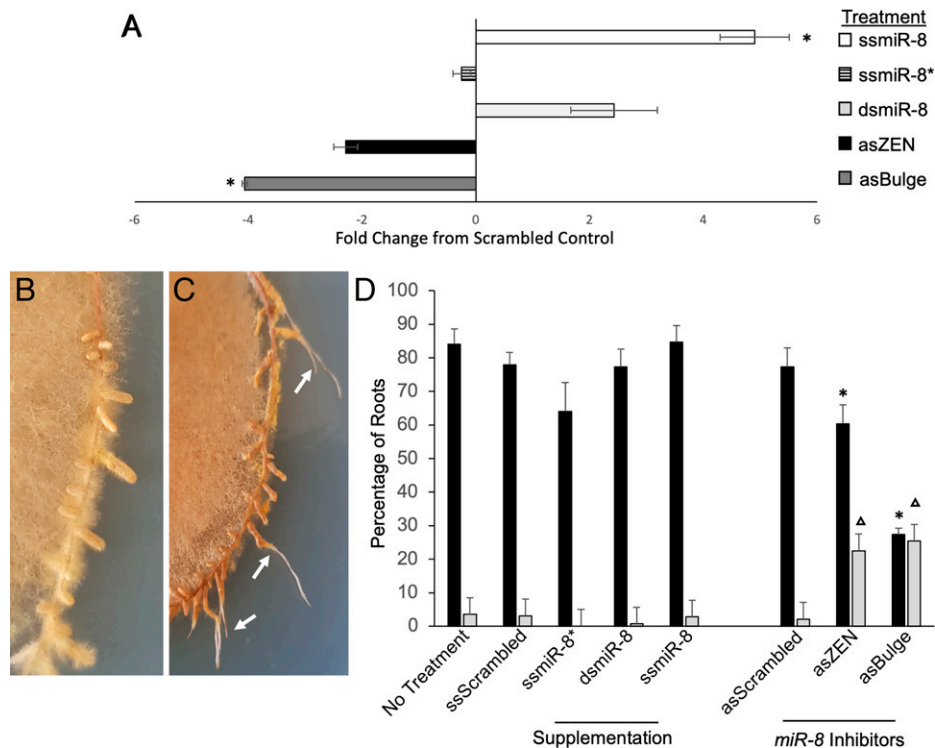 A
Treatment
ssmiR-8
ssmiR-8*
dsmiR-8
asZEN
asBulge
*
*
-6 -4 -2 0 2 4 6
Fold Change from Scrambled Control
B
C
D
100
90
80
70
60
50
40
30
20
10
0
Percentage of Roots
*
Δ
*
Δ
No Treatment
ssScrambled
ssmiR-8*
dsmiR-8
ssmiR-8
asScrambled
asZEN
asBulge
Supplementation
miR-8 Inhibitors